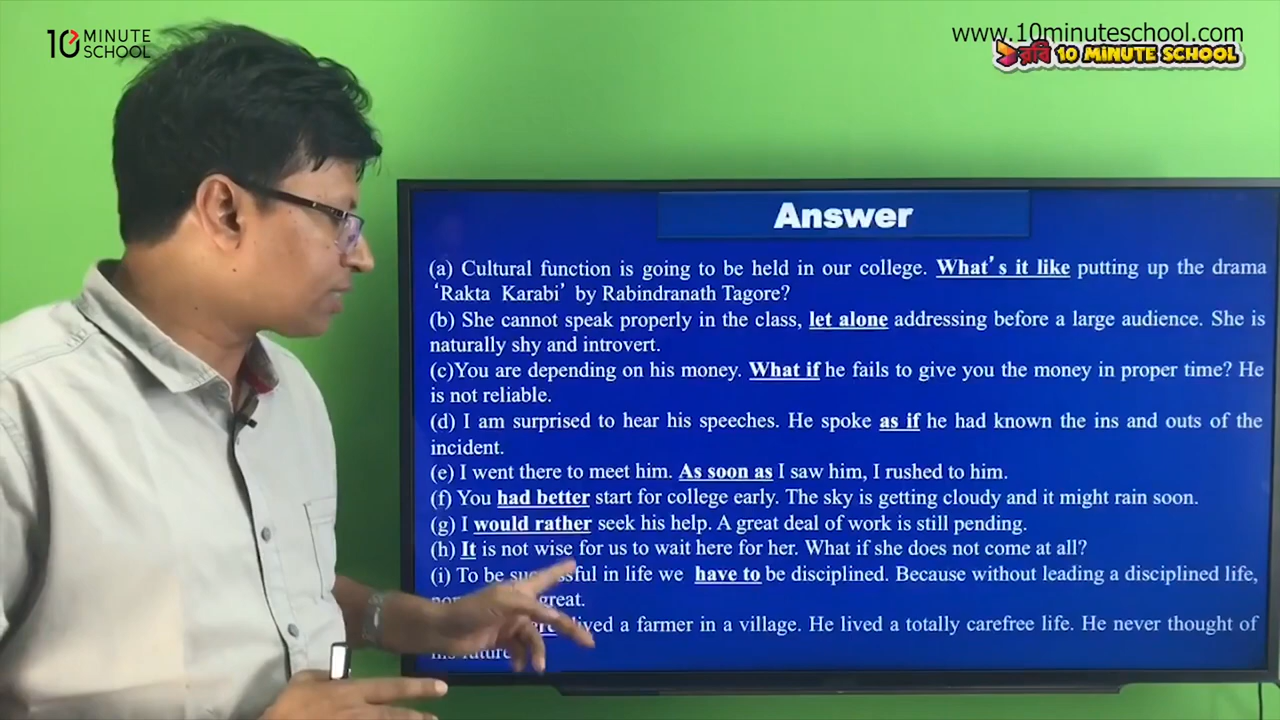 10 MINUTE SCHOOL
www.10minuteschool.com
রবি 10 MINUTE SCHOOL
Answer
(a) Cultural function is going to be held in our college. What's it like putting up the drama
'Rakta Karabi' by Rabindranath Tagore?
(b) She cannot speak properly in the class, let alone addressing before a large audience. She is
naturally shy and introvert.
(c)You are depending on his money. What if he fails to give you the money in proper time? He
is not reliable.
(d) I am surprised to hear his speeches. He spoke as if he had known the ins and outs of the
incident.
(e) I went there to meet him. As soon as I saw him, I rushed to him.
(f) You had better start for college early. The sky is getting cloudy and it might rain soon.
(g) I would rather seek his help. A great deal of work is still pending.
(h) It is not wise for us to wait here for her. What if she does not come at all?
(i) To be successful in life we have to be disciplined. Because without leading a disciplined life,
great.
lived a farmer in a village. He lived a totally carefree life. He never thought of
his future